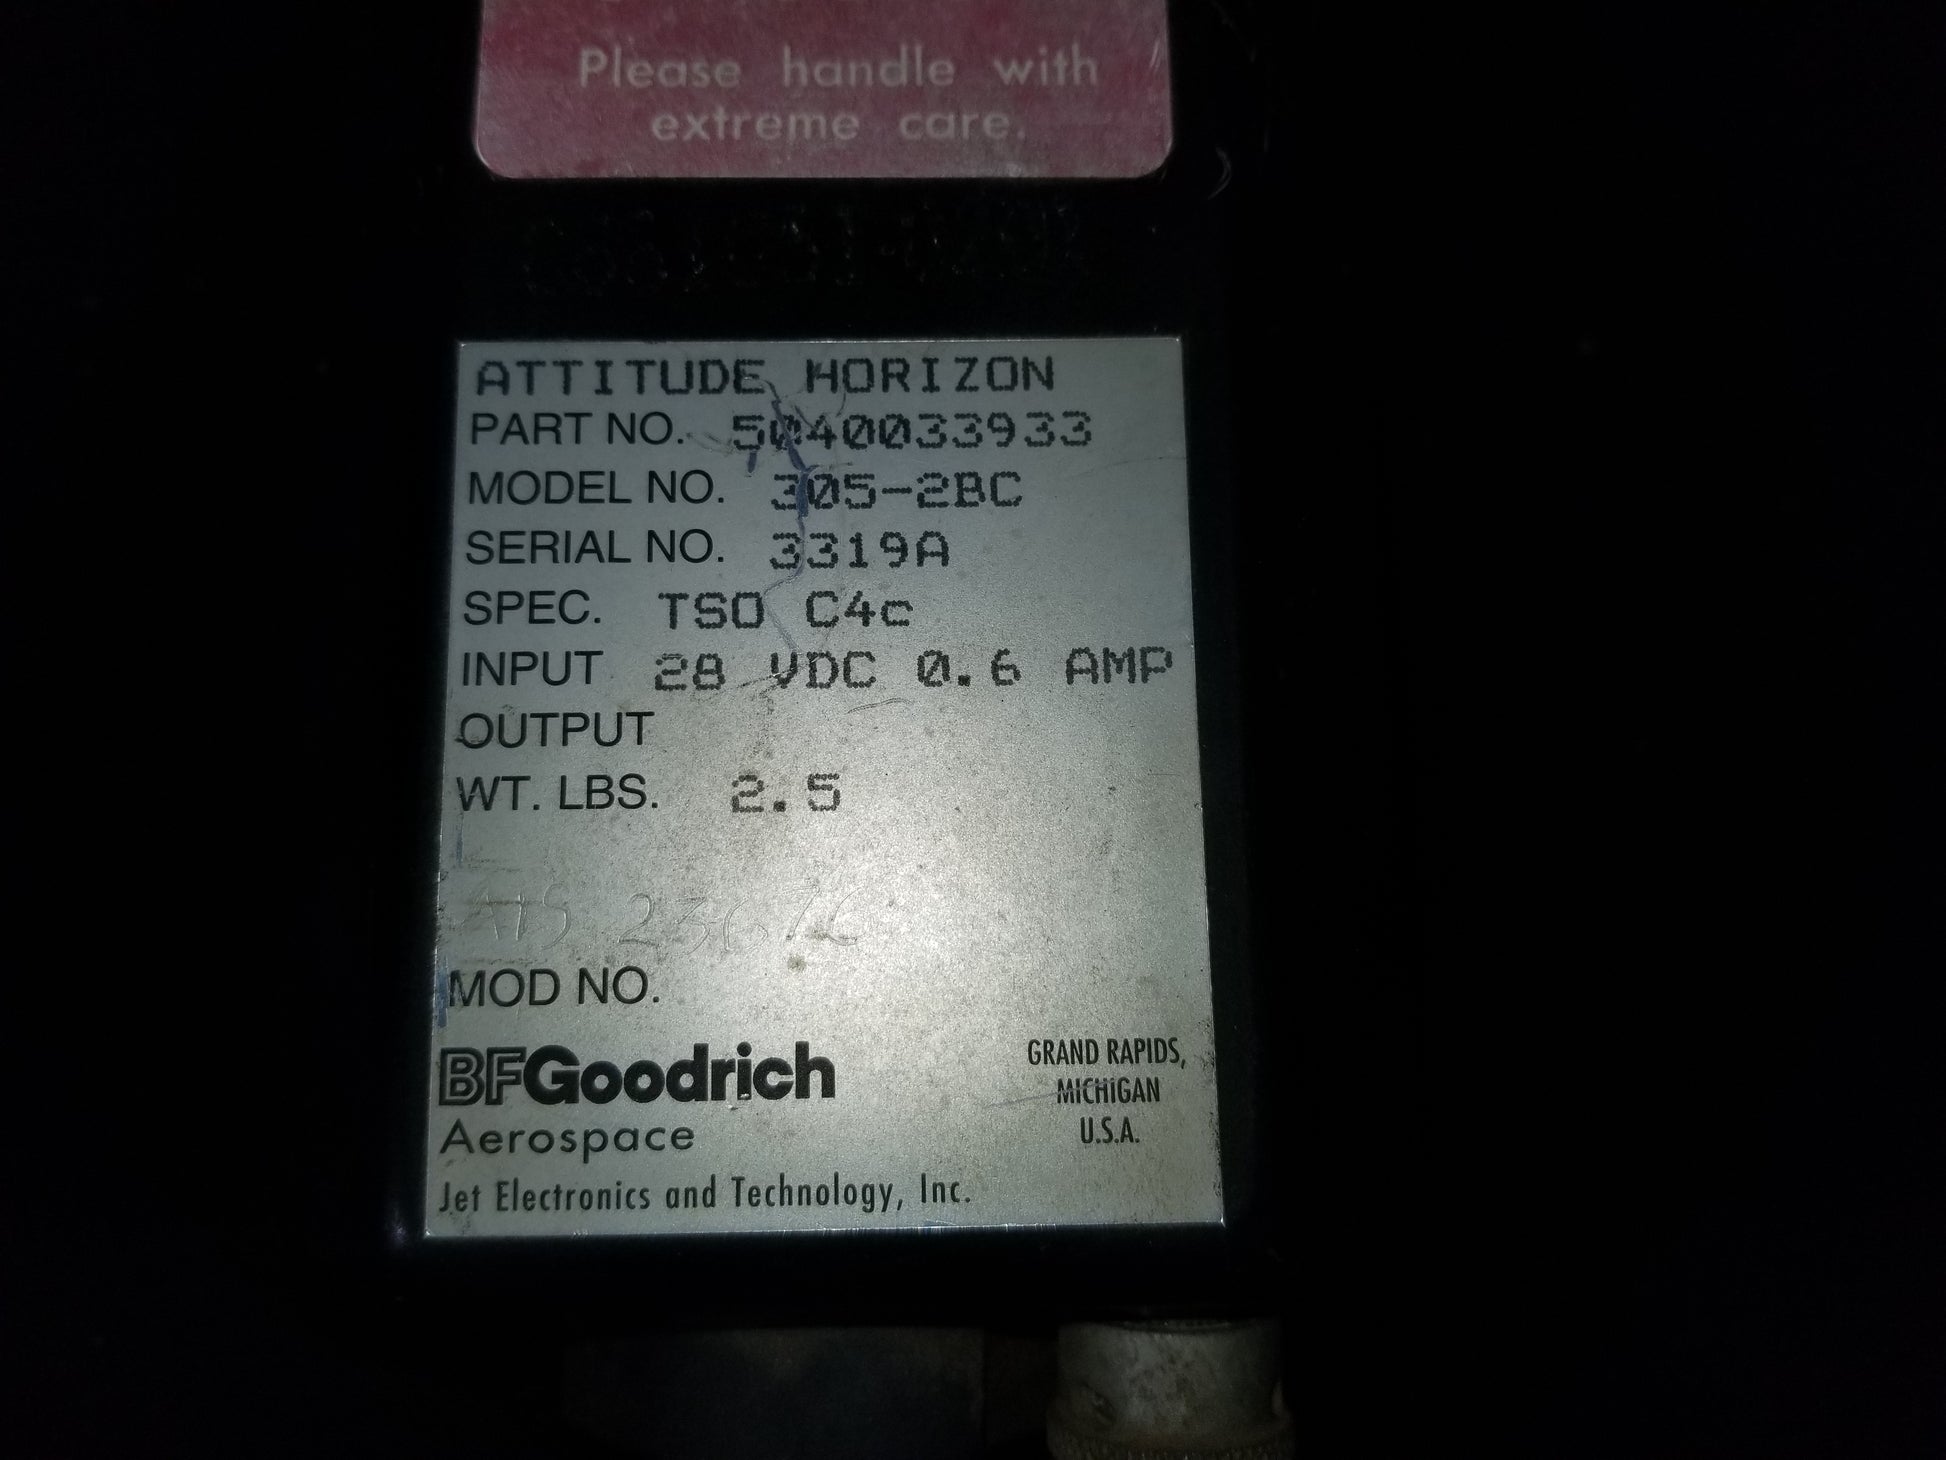 Please handle with
extreme care.
ATTITUDE HORIZON
PART NO. 5040033933
MODEL NO. 305-2BC
SERIAL NO. 3319A
SPEC. TSO C4c
INPUT 28 VDC 0.6 AMP
OUTPUT
WT. LBS. 2.5
MOD NO.
BFGoodrich
Aerospace
Jet Electronics and Technology, Inc.
GRAND RAPIDS,
MICHIGAN
U.S.A.